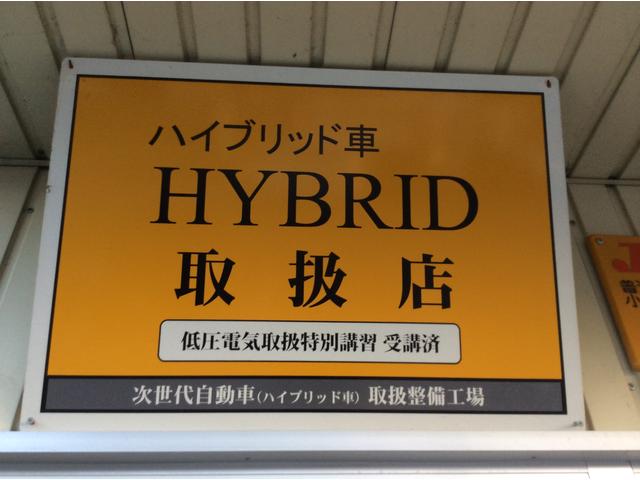 ハイブリッド車
HYBRID
取扱店
低圧電気取扱特別講習 受講済
次世代自動車(ハイブリッド車) 取扱整備工場